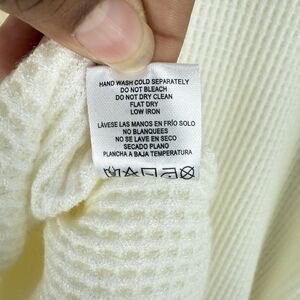 HAND WASH COLD SEPARATELY
DO NOT BLEACH
DO NOT DRY CLEAN
FLAT DRY
LOW IRON
LÁVESE LAS MANOS EN FRÍO SOLO
NO BLANQUEES
NO SE LAVE EN SECO
SECADO PLANO
PLANCHA A BAJA TEMPERATURA